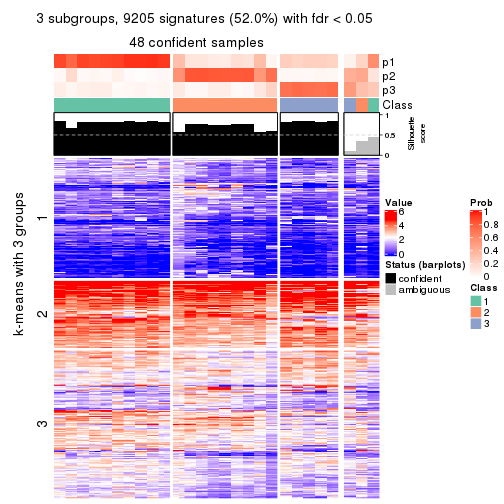 3 subgroups, 9205 signatures (52.0%) with fdr < 0.05
48 confident samples
p1
p2
p3
Class
1
0.5
0
Silhouette
score
k-means with 3 groups
1
2
3
Value
6
4
2
0
Status (barplots)
confident
ambiguous
Prob
1
0.8
0.6
0.4
0.2
0
Class
1
2
3